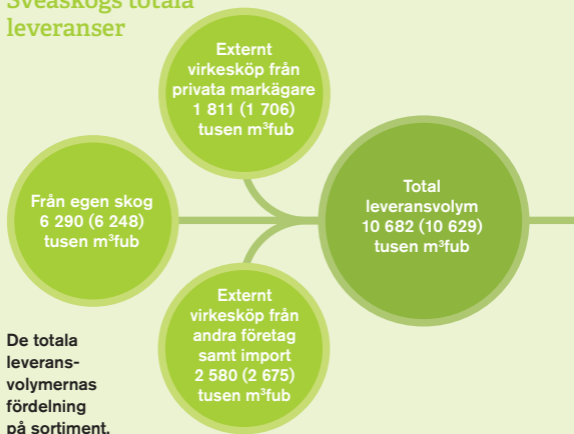 Sveaskogs totala
leveranser
Externt
virkesköp från
privata markägare
1 811 (1 706)
tusen m³fub
Från egen skog
6 290 (6 248)
tusen m³fub
Total
leveransvolym
10 682 (10 629)
tusen m³fub
Externt
virkesköp från
andra företag
samt import
2 580 (2 675)
tusen m³fub
De totala
leverans-
volymernas
fördelning
på sortiment.